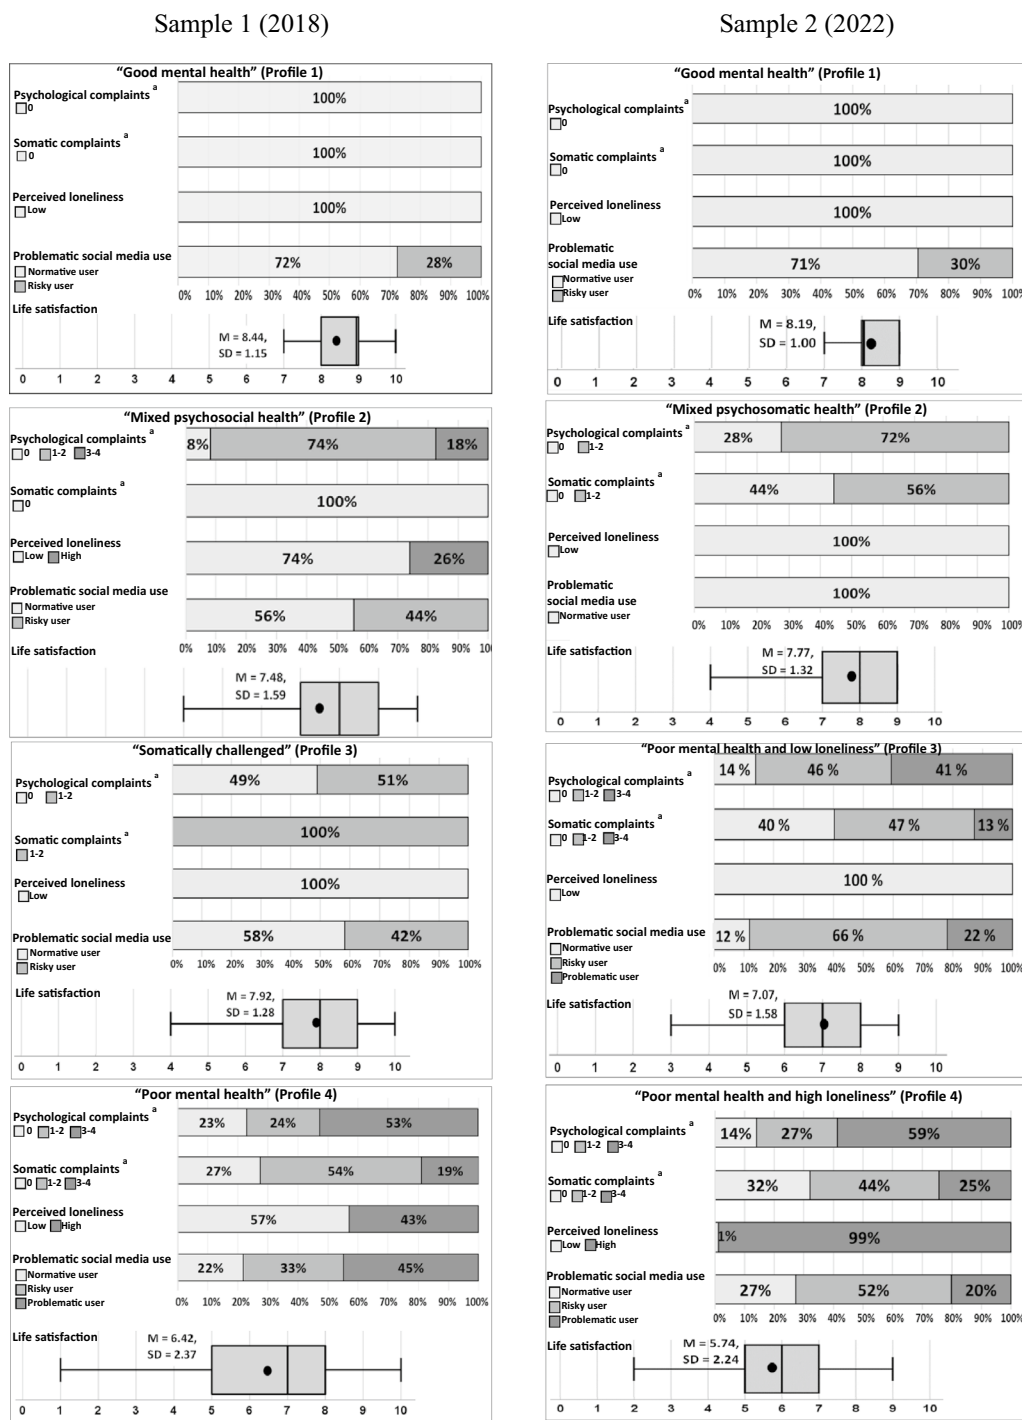 Sample 1 (2018)
Sample 2 (2022)
“Good mental health” (Profile 1)
Psychological complaints a
0
100%
Somatic complaints a
0
100%
Perceived loneliness
Low
100%
Problematic social media use
Normative user
Risky user
72% 28%
0% 10% 20% 30% 40% 50% 60% 70% 80% 90% 100%
Life satisfaction
M = 8.44,
SD = 1.15
0 1 2 3 4 5 6 7 8 9 10
“Mixed psychosocial health” (Profile 2)
Psychological complaints a
0 1-2 3-4
8% 74% 18%
Somatic complaints a
0
100%
Perceived loneliness
Low High
74% 26%
Problematic social media use
Normative user
Risky user
56% 44%
0% 10% 20% 30% 40% 50% 60% 70% 80% 90% 10
Life satisfaction
M = 7.48,
SD = 1.59
“Somatically challenged” (Profile 3)
Psychological complaints a
0 1-2
49% 51%
Somatic complaints a
1-2
100%
Perceived loneliness
Low
100%
Problematic social media use
Normative user
Risky user
58% 42%
0% 10% 20% 30% 40% 50% 60% 70% 80% 90% 100%
Life satisfaction
M = 7.92,
SD = 1.28
0 1 2 3 4 5 6 7 8 9 10
“Poor mental health” (Profile 4)
Psychological complaints a
0 1-2 3-4
23% 24% 53%
Somatic complaints a
0 1-2 3-4
27% 54% 19%
Perceived loneliness
Low High
57% 43%
Problematic social media use
Normative user
Risky user
Problematic user
22% 33% 45%
0% 10% 20% 30% 40% 50% 60% 70% 80% 90% 100%
Life satisfaction
M = 6.42,
SD = 2.37
0 1 2 3 4 5 6 7 8 9 10
“Good mental health” (Profile 1)
Psychological complaints a
0
100%
Somatic complaints a
0
100%
Perceived loneliness
Low
100%
Problematic
social media use
Normative user
Risky user
71% 30%
0% 10% 20% 30% 40% 50% 60% 70% 80% 90% 100%
Life satisfaction
M = 8.19,
SD = 1.00
0 1 2 3 4 5 6 7 8 9 10
“Mixed psychosomatic health” (Profile 2)
Psychological complaints a
0 1-2
28% 72%
Somatic complaints a
0 1-2
44% 56%
Perceived loneliness
Low
100%
Problematic
social media use
Normative user
100%
0% 10% 20% 30% 40% 50% 60% 70% 80% 90% 100%
Life satisfaction
M = 7.77,
SD = 1.32
0 1 2 3 4 5 6 7 8 9 10
“Poor mental health and low loneliness” (Profile 3)
Psychological complaints a
0 1-2 3-4
14 % 46 % 41 %
Somatic complaints a
0 1-2 3-4
40 % 47 % 13 %
Perceived loneliness
Low
100 %
Problematic social media use
Normative user
Risky user
Problematic user
12 % 66 % 22 %
0% 10% 20% 30% 40% 50% 60% 70% 80% 90% 100%
Life satisfaction
M = 7.07,
SD = 1.58
0 1 2 3 4 5 6 7 8 9 10
“Poor mental health and high loneliness” (Profile 4)
Psychological complaints a
0 1-2 3-4
14% 27% 59%
Somatic complaints a
0 1-2 3-4
32% 44% 25%
Perceived loneliness
Low High
1% 99%
Problematic social media use
Normative user
Risky user
Problematic user
27% 52% 20%
0% 10% 20% 30% 40% 50% 60% 70% 80% 90% 100%
Life satisfaction
M = 5.74,
SD = 2.24
0 1 2 3 4 5 6 7 8 9 10